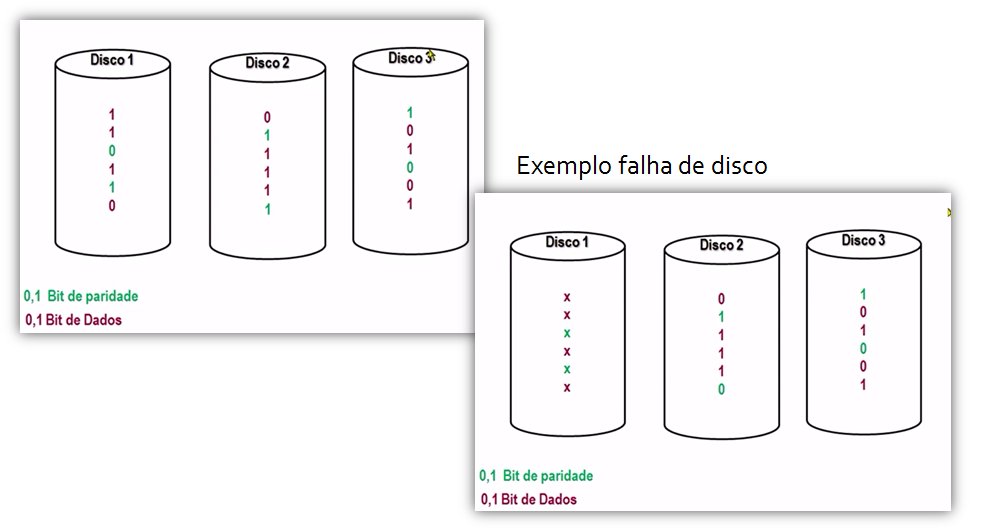 Disco 1 Disco 2 Disco 3
1 0 1
1 1 0
0 1 1
1 1 0
1 1 0
0 1 1
0,1 Bit de paridade
0,1 Bit de Dados
Exemplo falha de disco
Disco 1 Disco 2 Disco 3
x 0 1
x 1 0
x 1 1
x 1 0
x 1 0
x 0 1
0,1 Bit de paridade
0,1 Bit de Dados